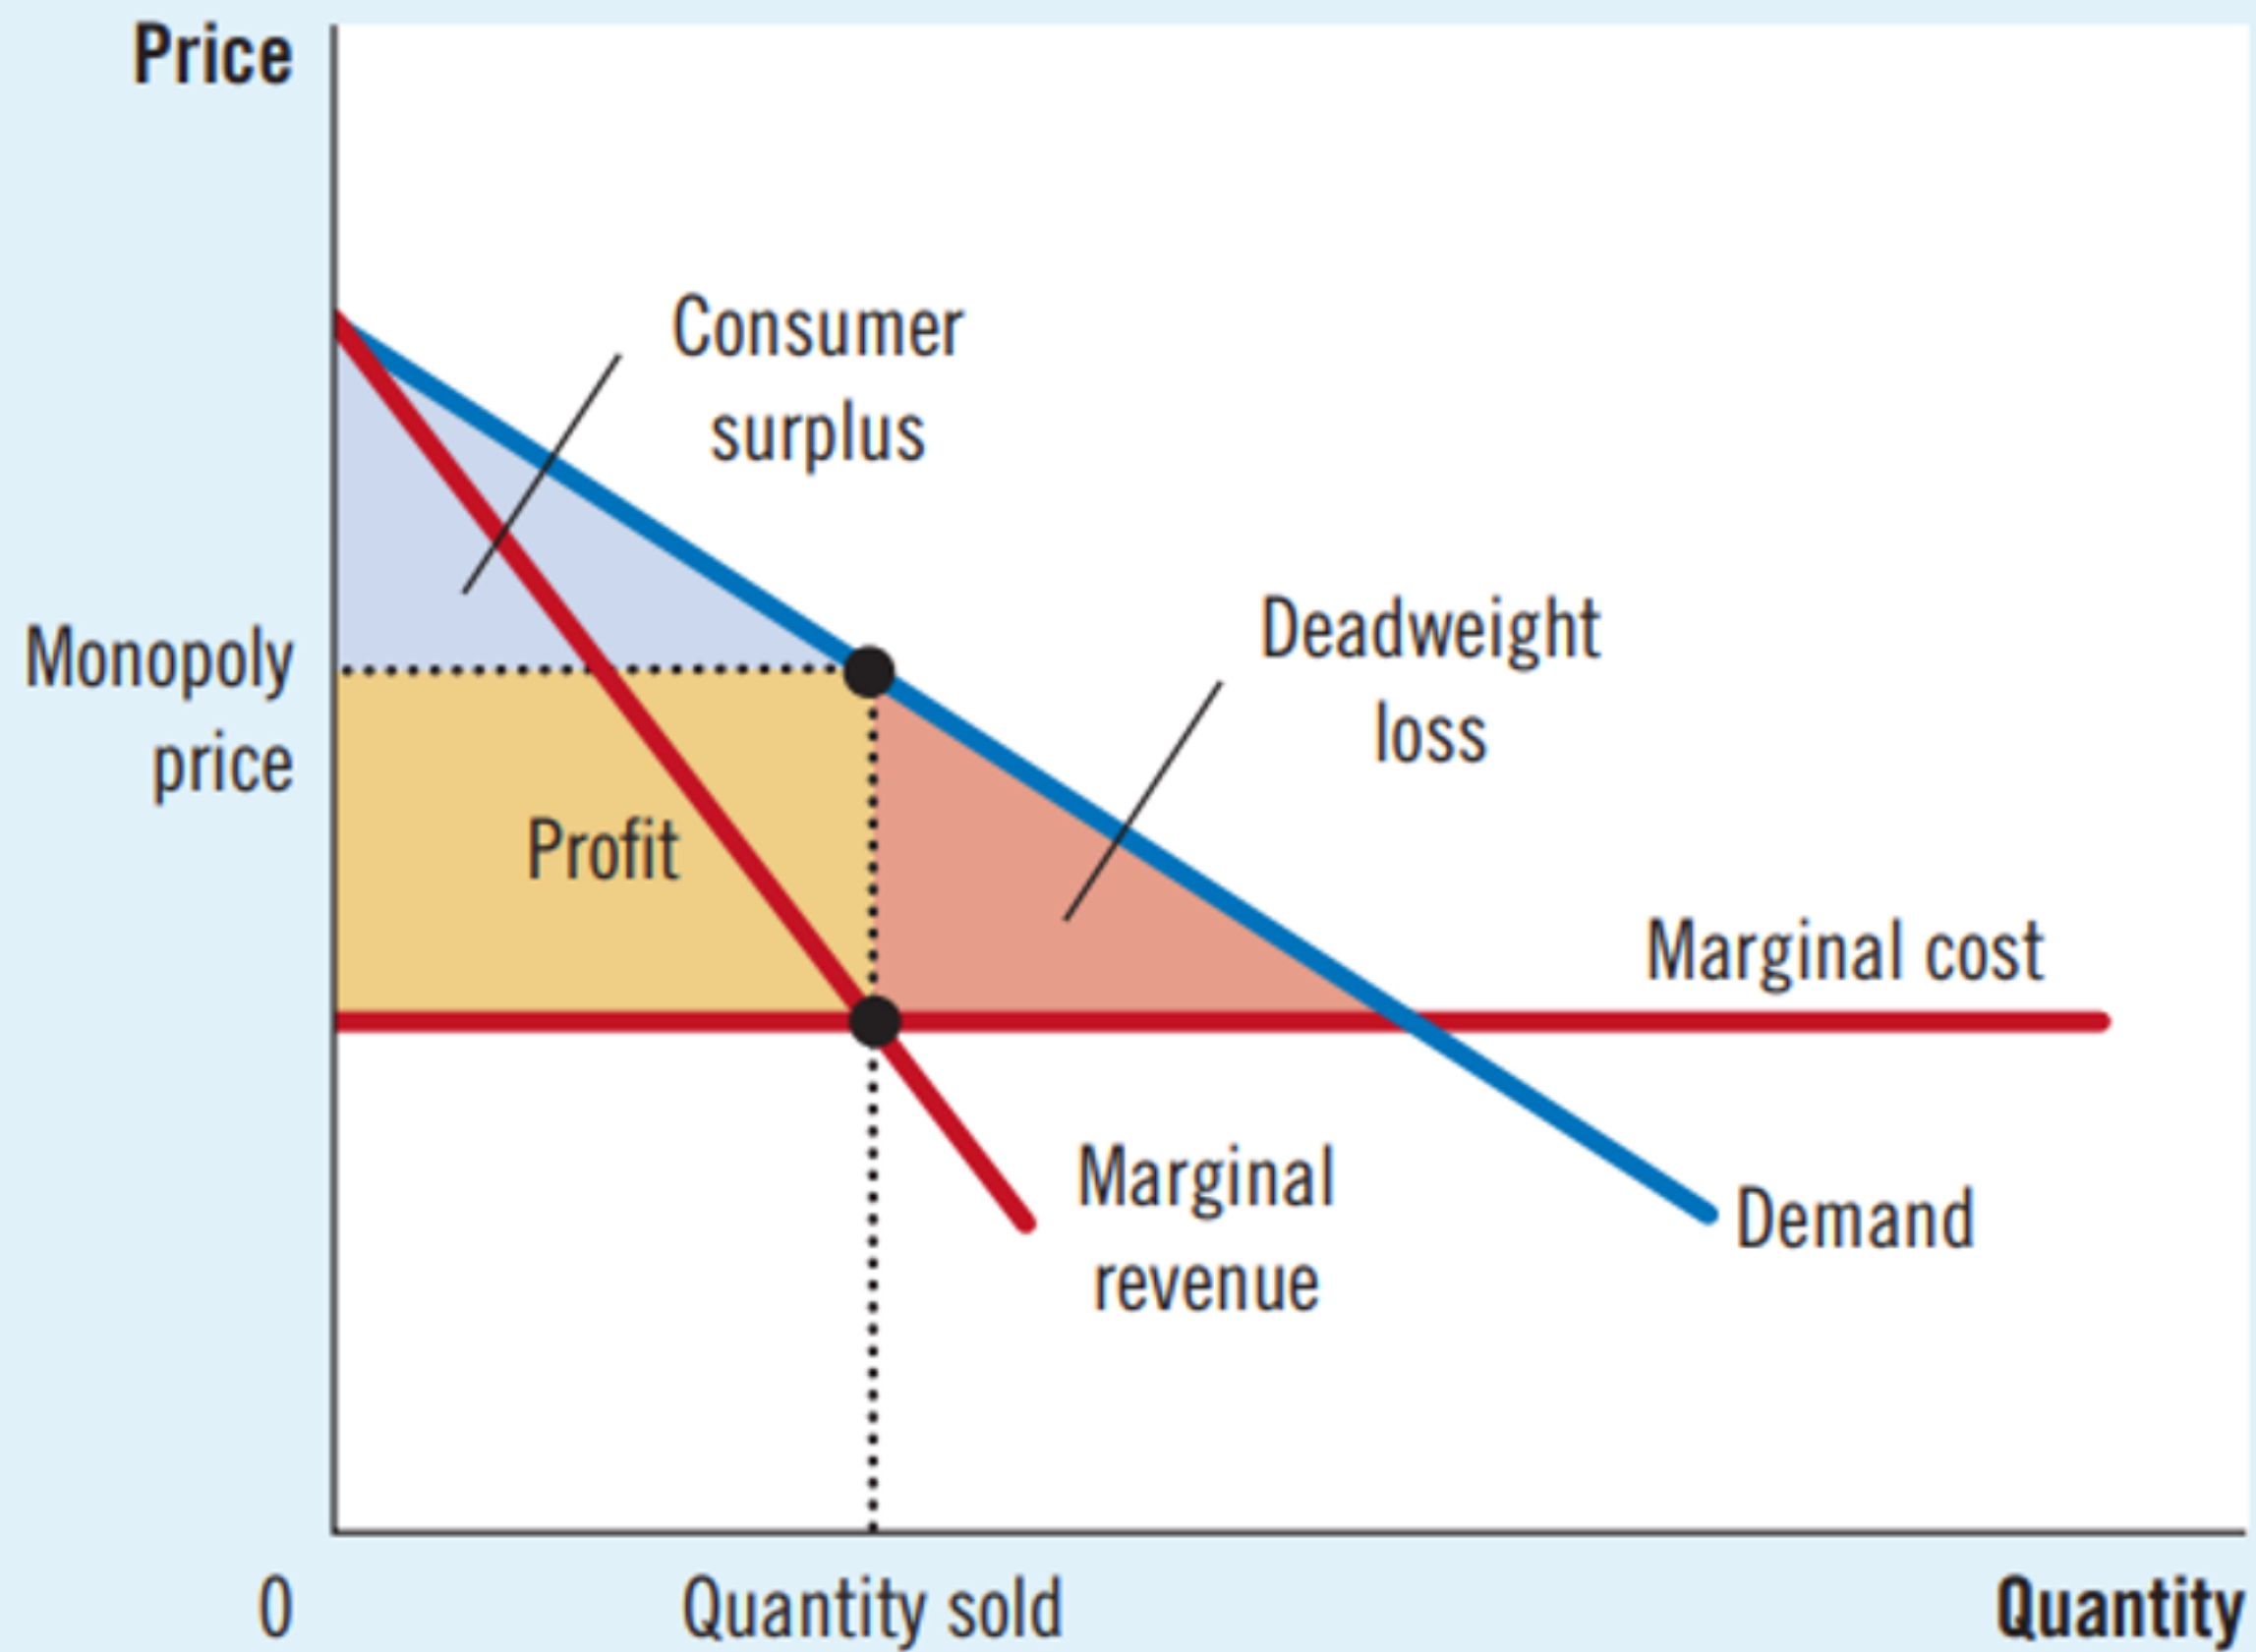 Price
Consumer
surplus
Monopoly
price
Deadweight
loss
Profit
Marginal cost
Marginal
revenue
Demand
0
Quantity sold
Quantity